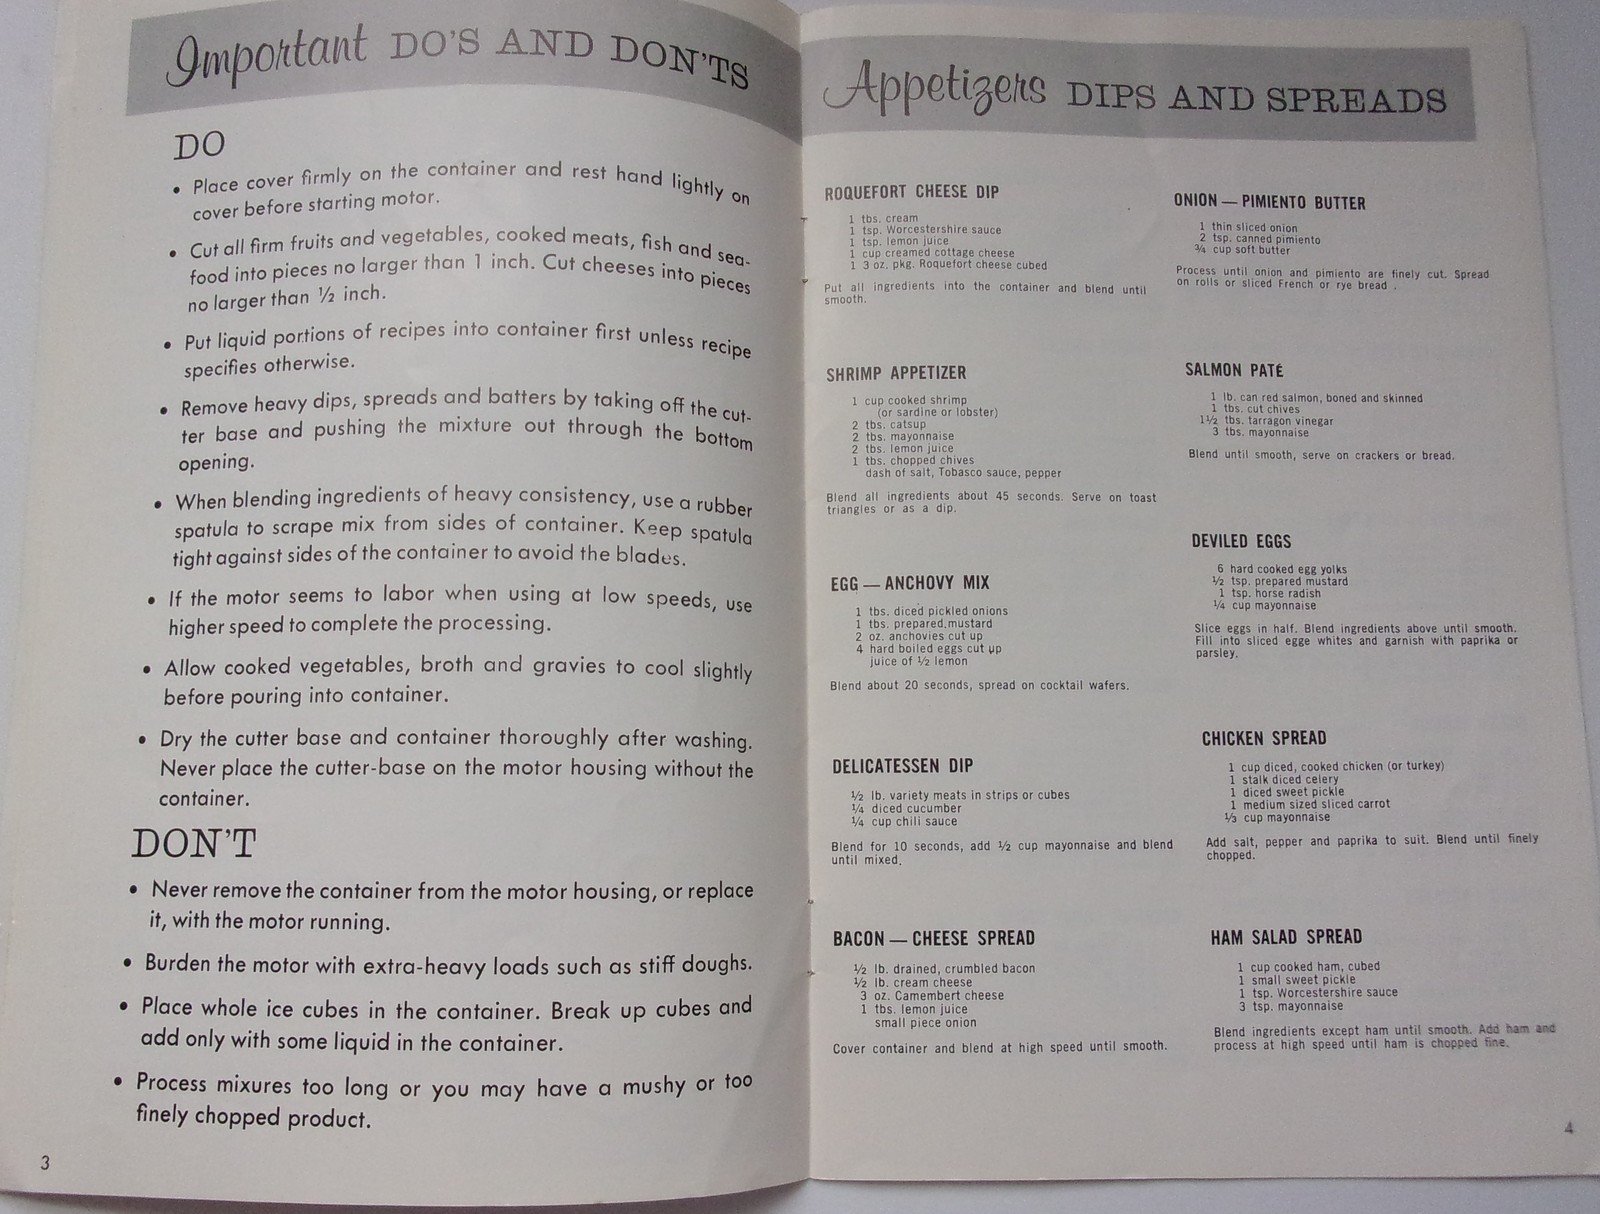 Important DO'S AND DON'TS
DO
• Place cover firmly on the container and rest hand lightly on
cover before starting motor.
• Cut all firm fruits and vegetables, cooked meats, fish and sea-
food into pieces no larger than 1 inch. Cut cheeses into pieces
no larger than ½ inch.
• Put liquid portions of recipes into container first unless recipe
specifies otherwise.
• Remove heavy dips, spreads and batters by taking off the cut-
ter base and pushing the mixture out through the bottom
opening.
• When blending ingredients of heavy consistency, use a rubber
spatula to scrape mix from sides of container. Keep spatula
tight against sides of the container to avoid the blades.
• If the motor seems to labor when using at low speeds, use
higher speed to complete the processing.
• Allow cooked vegetables, broth and gravies to cool slightly
before pouring into container.
• Dry the cutter base and container thoroughly after washing.
Never place the cutter-base on the motor housing without the
container.
DON'T
• Never remove the container from the motor housing, or replace
it, with the motor running.
• Burden the motor with extra-heavy loads such as stiff doughs.
• Place whole ice cubes in the container. Break up cubes and
add only with some liquid in the container.
• Process mixures too long or you may have a mushy or too
finely chopped product.
3
Appetizers DIPS AND SPREADS
ROQUEFORT CHEESE DIP
1 tbs. cream
1 tsp. Worcestershire sauce
1 tsp. lemon juice
1 cup creamed cottage cheese
1 3 oz. pkg. Roquefort cheese cubed
Put all ingredients into the container and blend until
smooth.
SHRIMP APPETIZER
1 cup cooked shrimp
(or sardine or lobster)
2 tbs. catsup
2 tbs. mayonnaise
2 tbs. lemon juice
1 tbs. chopped chives
dash of salt, Tobasco sauce, pepper
Blend all ingredients about 45 seconds. Serve on toast
triangles or as a dip.
EGG — ANCHOVY MIX
1 tbs. diced pickled onions
1 tbs. prepared mustard
2 oz. anchovies cut up
4 hard boiled eggs cut up
juice of ½ lemon
Blend about 20 seconds, spread on cocktail wafers.
DELICATESSEN DIP
½ lb. variety meats in strips or cubes
¼ diced cucumber
¼ cup chili sauce
Blend for 10 seconds, add ½ cup mayonnaise and blend
until mixed.
BACON — CHEESE SPREAD
½ lb. drained, crumbled bacon
½ lb. cream cheese
3 oz. Camembert cheese
1 tbs. lemon juice
small piece onion
Cover container and blend at high speed until smooth.
ONION — PIMIENTO BUTTER
1 thin sliced onion
2 tsp. canned pimiento
¾ cup soft butter
Process until onion and pimiento are finely cut. Spread
on rolls or sliced French or rye bread .
SALMON PATÉ
1 lb. can red salmon, boned and skinned
1 tbs. cut chives
1½ tbs. tarragon vinegar
3 tbs. mayonnaise
Blend until smooth, serve on crackers or bread.
DEVILED EGGS
6 hard cooked egg yolks
½ tsp. prepared mustard
1 tsp. horse radish
¼ cup mayonnaise
Slice eggs in half. Blend ingredients above until smooth.
Fill into sliced egge whites and garnish with paprika or
parsley.
CHICKEN SPREAD
1 cup diced, cooked chicken (or turkey)
1 stalk diced celery
1 diced sweet pickle
1 medium sized sliced carrot
⅓ cup mayonnaise
Add salt, pepper and paprika to suit. Blend until finely
chopped.
HAM SALAD SPREAD
1 cup cooked ham, cubed
1 small sweet pickle
1 tsp. Worcestershire sauce
3 tsp. mayonnaise
Blend ingredients except ham until smooth. Add ham and
process at high speed until ham is chopped fine.
4